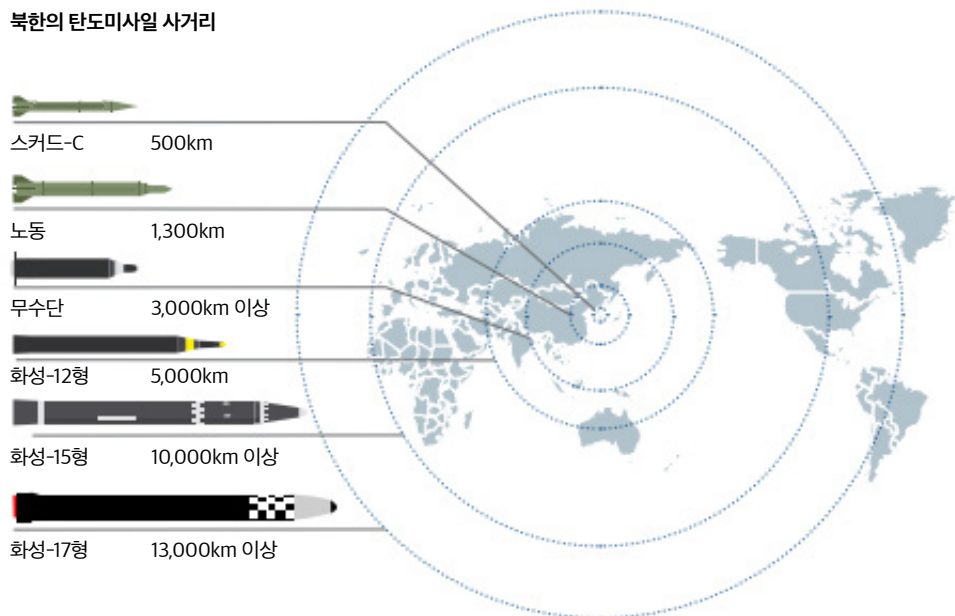 북한의 탄도미사일 사거리
스커드-C 500km
노동 1,300km
무수단 3,000km 이상
화성-12형 5,000km
화성-15형 10,000km 이상
화성-17형 13,000km 이상